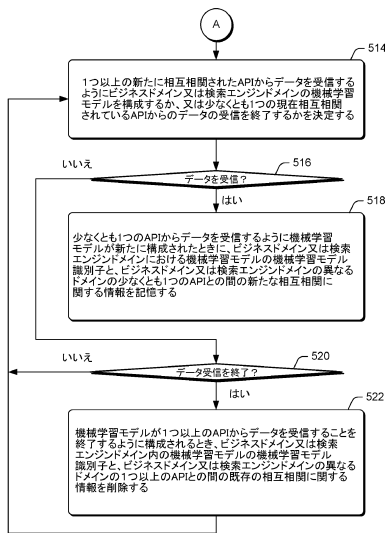 A
514
1つ以上の新たに相互相関されたAPIからデータを受信する
ようにビジネスドメイン又は検索エンジンドメインの機械学習
モデルを構成するか、又は少なくとも1つの現在相互相関
されているAPIからのデータの受信を終了するかを決定する
いいえ
516
データを受信?
はい
518
少なくとも1つのAPIからデータを受信するように機械学習
モデルが新たに構成されたときに、ビジネスドメイン又は検索
エンジンドメインにおける機械学習モデルの機械学習モデル
識別子と、ビジネスドメイン又は検索エンジンドメインの異なる
ドメインの少なくとも1つのAPIとの間の新たな相互相関に
関する情報を記憶する
いいえ
520
データ受信を終了?
はい
522
機械学習モデルが1つ以上のAPIからデータを受信することを
終了するように構成されるとき、ビジネスドメイン又は検索
エンジンドメイン内の機械学習モデルの機械学習モデル
識別子と、ビジネスドメイン又は検索エンジンドメインの異なる
ドメインの1つ以上のAPIとの間の既存の相互相関に関する
情報を削除する